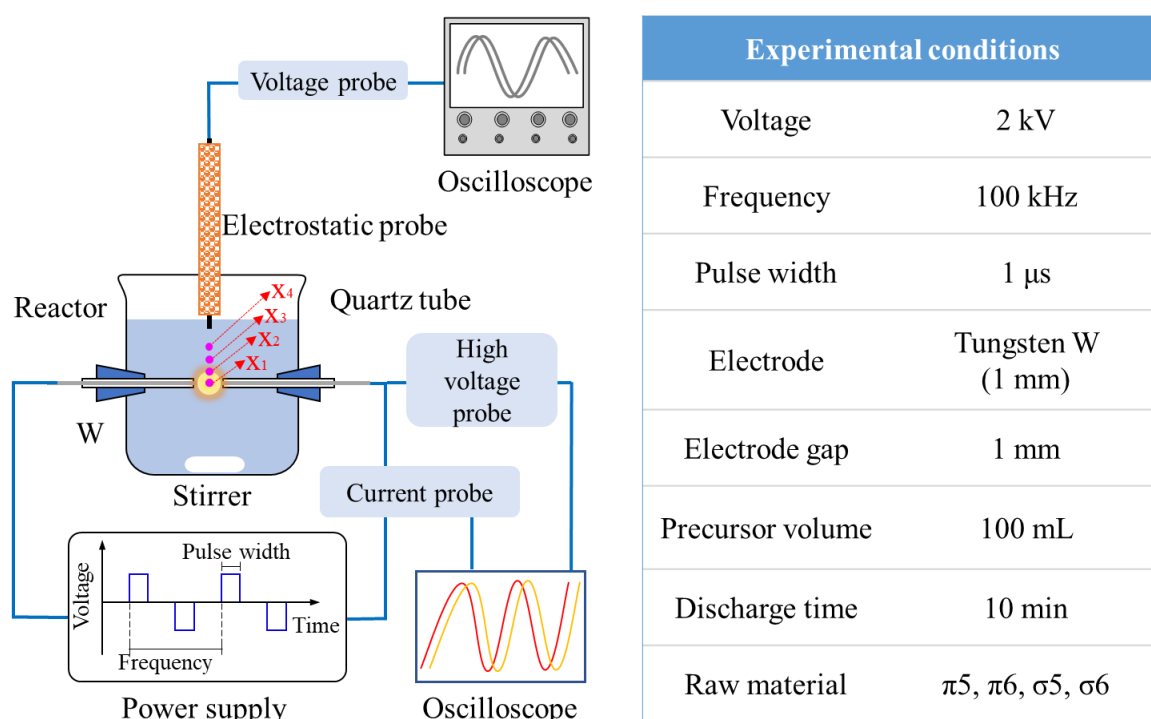 Voltage probe
Oscilloscope
Electrostatic probe
Reactor
Quartz tube
X4
X3
X2
X1
High
voltage
probe
W
Stirrer
Current probe
Pulse width
Voltage
Time
Frequency
Power supply
Oscilloscope
Experimental conditions
Voltage 2 kV
Frequency 100 kHz
Pulse width 1 μs
Electrode Tungsten W
(1 mm)
Electrode gap 1 mm
Precursor volume 100 mL
Discharge time 10 min
Raw material π5, π6, σ5, σ6